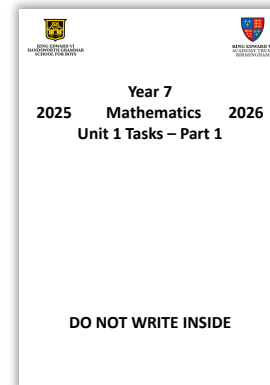 KING EDWARD VI
HANDSWORTH GRAMMAR
SCHOOL FOR BOYS
KING EDWARD VI
ACADEMY TRUST
BIRMINGHAM
Year 7
2025 Mathematics 2026
Unit 1 Tasks – Part 1
DO NOT WRITE INSIDE